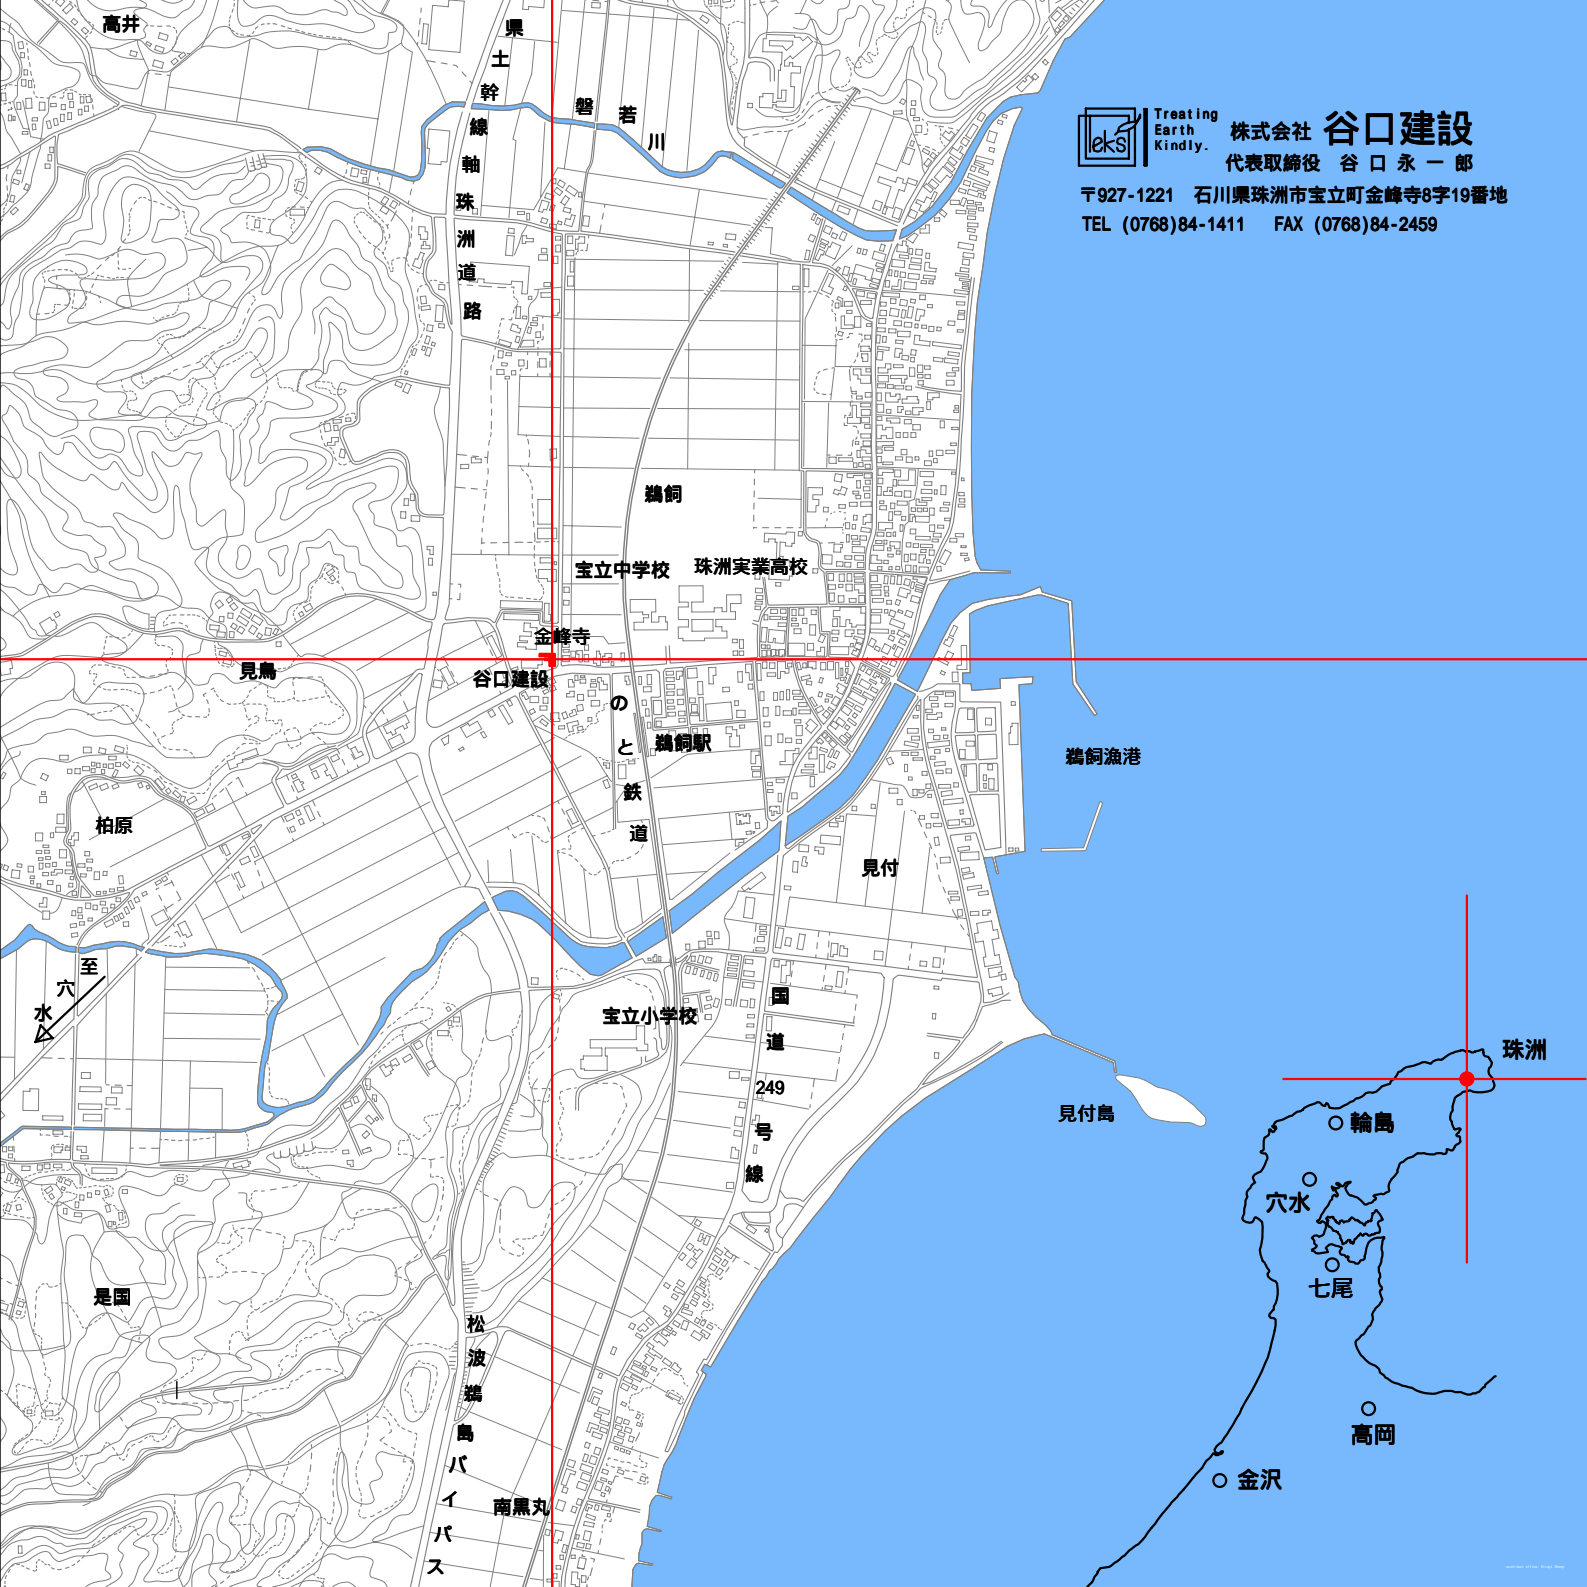 高井
県土幹線軸珠洲道路
磐若川
leks
Treating
Earth
Kindly.
株式会社 谷口建設
代表取締役 谷口永一郎
〒927-1221 石川県珠洲市宝立町金峰寺8字19番地
TEL (0768)84-1411 FAX (0768)84-2459
鵜飼
宝立中学校
珠洲実業高校
金峰寺
見鳥
谷口建設
のと鉄道
鵜飼駅
鵜飼漁港
柏原
見付
至穴水
宝立小学校
国道249号線
見付島
珠洲
輪島
穴水
七尾
是国
松波鵜島バイパス
高岡
金沢
南黒丸